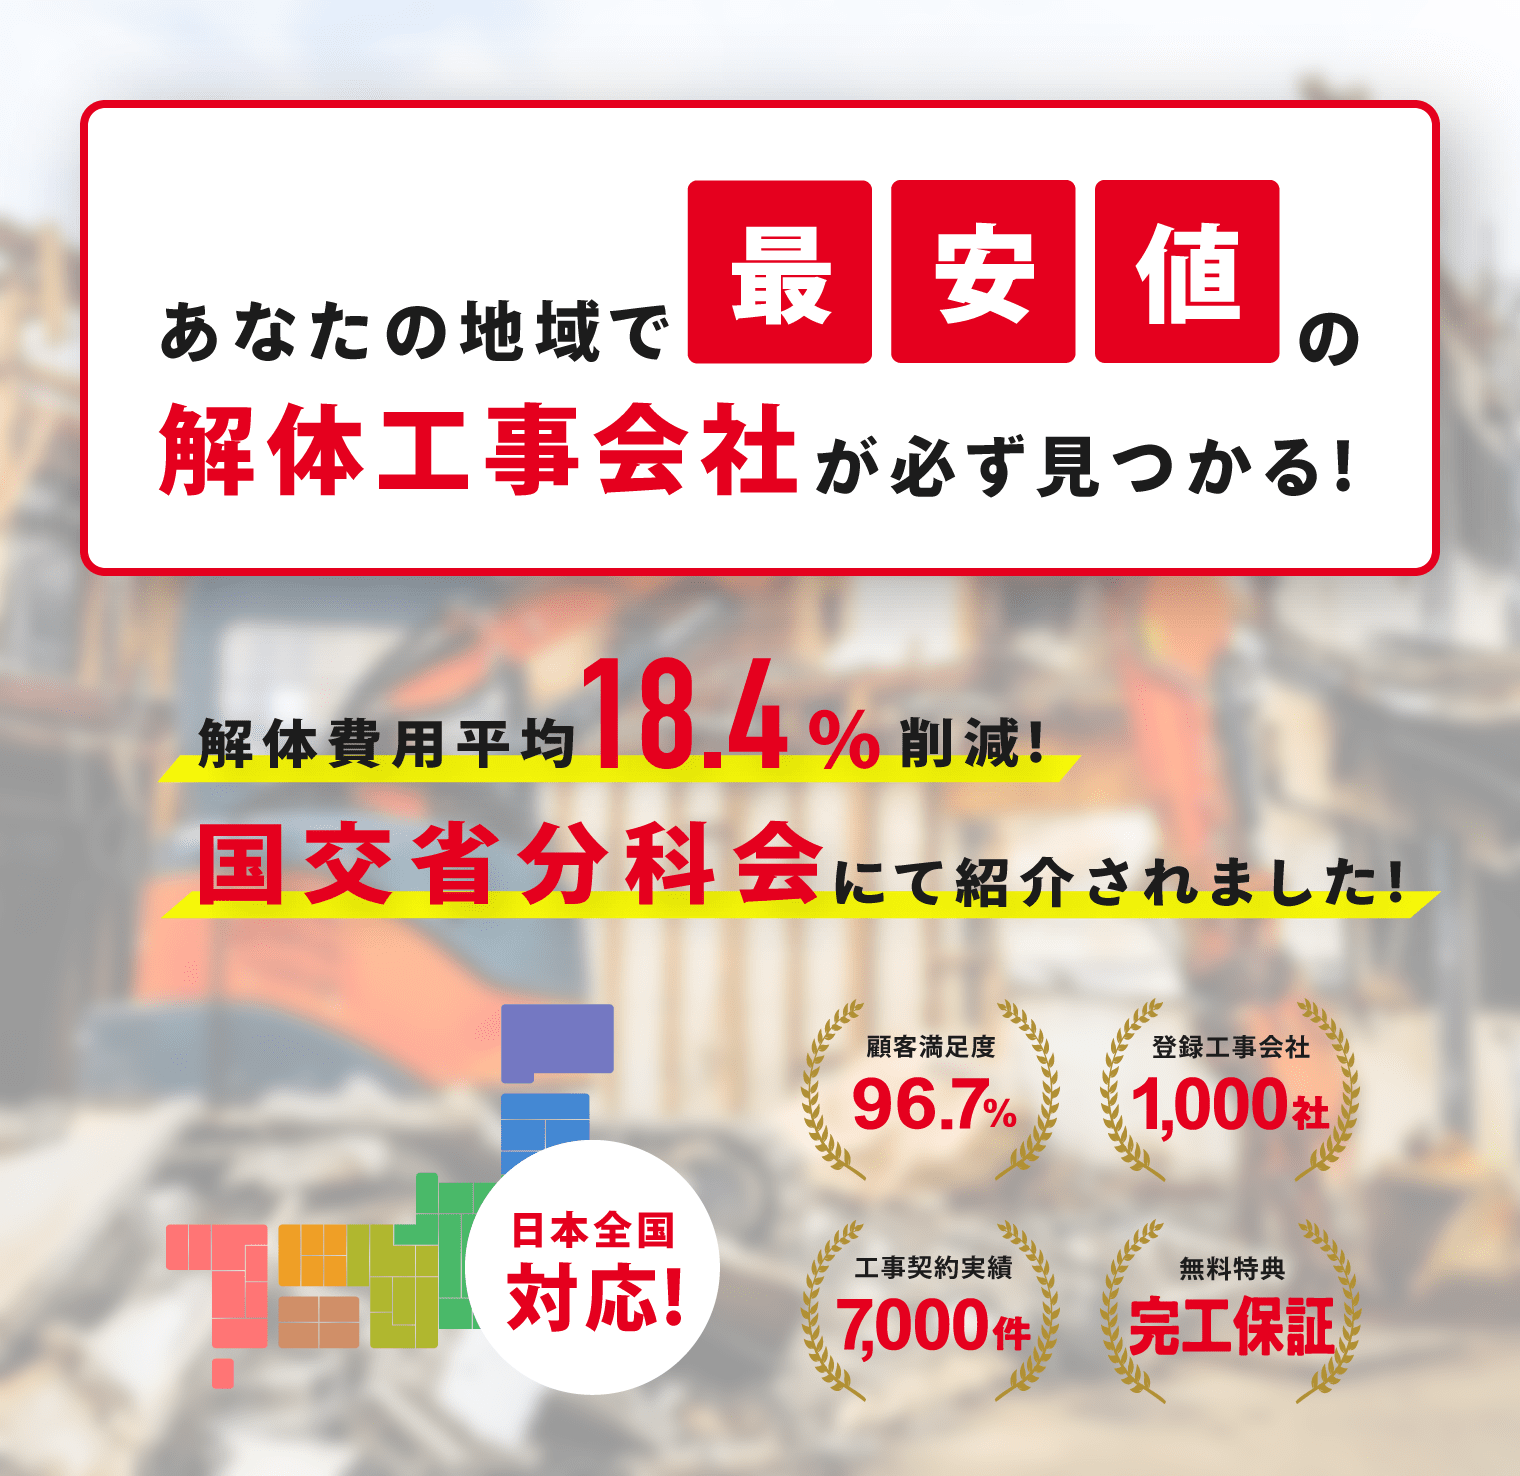 あなたの地域で最安値の
解体工事会社が必ず見つかる!
解体費用平均18.4%削減!
国交省分科会にて紹介されました!
日本全国
対応!
顧客満足度
96.7%
登録工事会社
1,000社
工事契約実績
7,000件
無料特典
完工保証